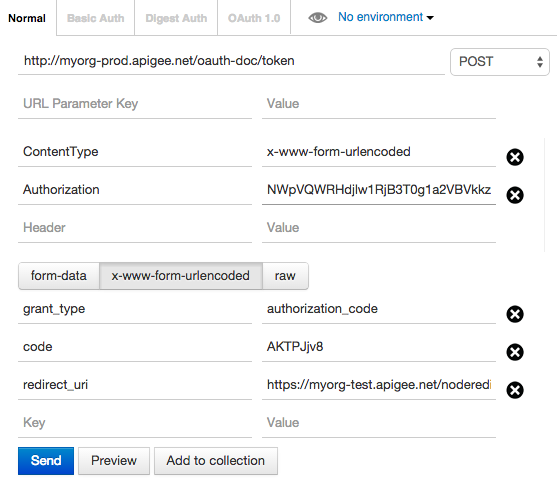 Normal Basic Auth Digest Auth OAuth 1.0 No environment
http://myorg-prod.apigee.net/oauth-doc/token POST
URL Parameter Key Value
ContentType x-www-form-urlencoded
Authorization NWpVQWRHdjlw1RjB3T0g1a2VBVkkz
Header Value
form-data x-www-form-urlencoded raw
grant_type authorization_code
code AKTPJjv8
redirect_uri https://myorg-test.apigee.net/noderedi
Key Value
Send Preview Add to collection